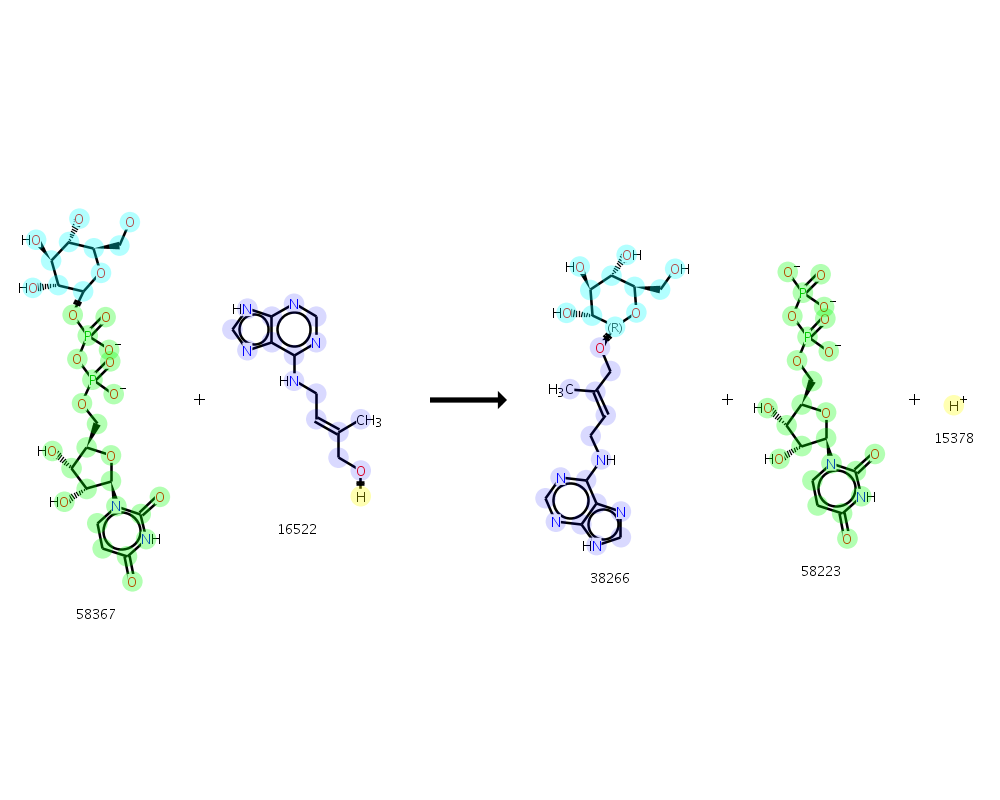 O O
HO
O
HO
O O
P
O O⁻
O
P
O O⁻
O
HO
HO
N O
NH
O
58367
+
HN N
N N
HN
CH3
O
H
16522
OH
HO OH
HO (R) O
O
H3C
NH
N
N N
HN
38266
+
O⁻ O
P
O O⁻
O
P
O O⁻
HO O
HO
N O
NH
O
58223
+
H⁺
15378